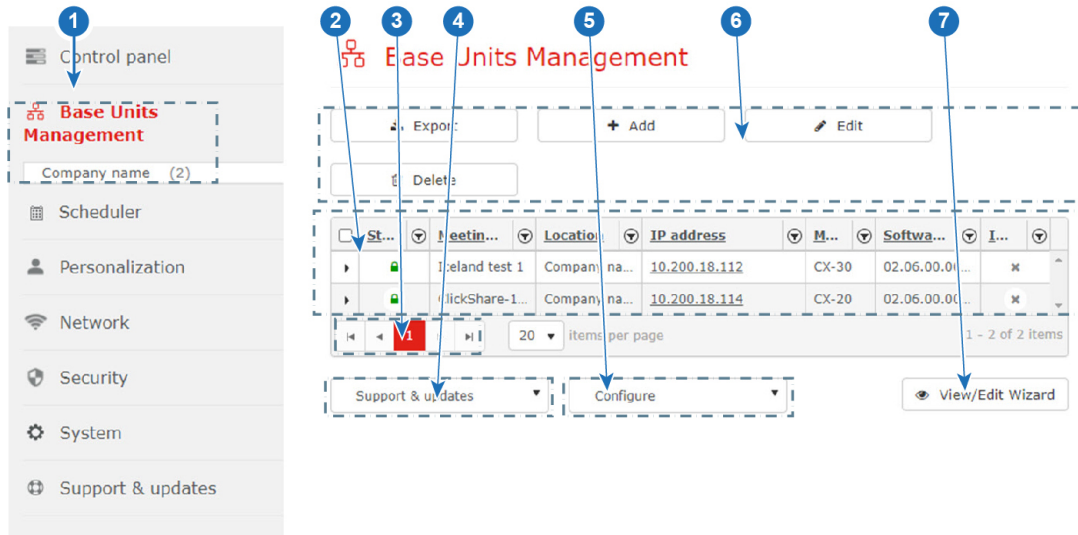 1
2
3
4
5
6
7
Control panel
Base Units
Management
Company name (2)
Scheduler
Personalization
Network
Security
System
Support & updates
Base Units Management
Export
Add
Edit
Delete
St... Meetin... Location IP address M... Softwa... I...
Iceland test 1 Company na... 10.200.18.112 CX-30 02.06.00.00...
ClickShare-1... Company na... 10.200.18.114 CX-20 02.06.00.00...
1 20 items per page 1 - 2 of 2 items
Support & updates Configure View/Edit Wizard